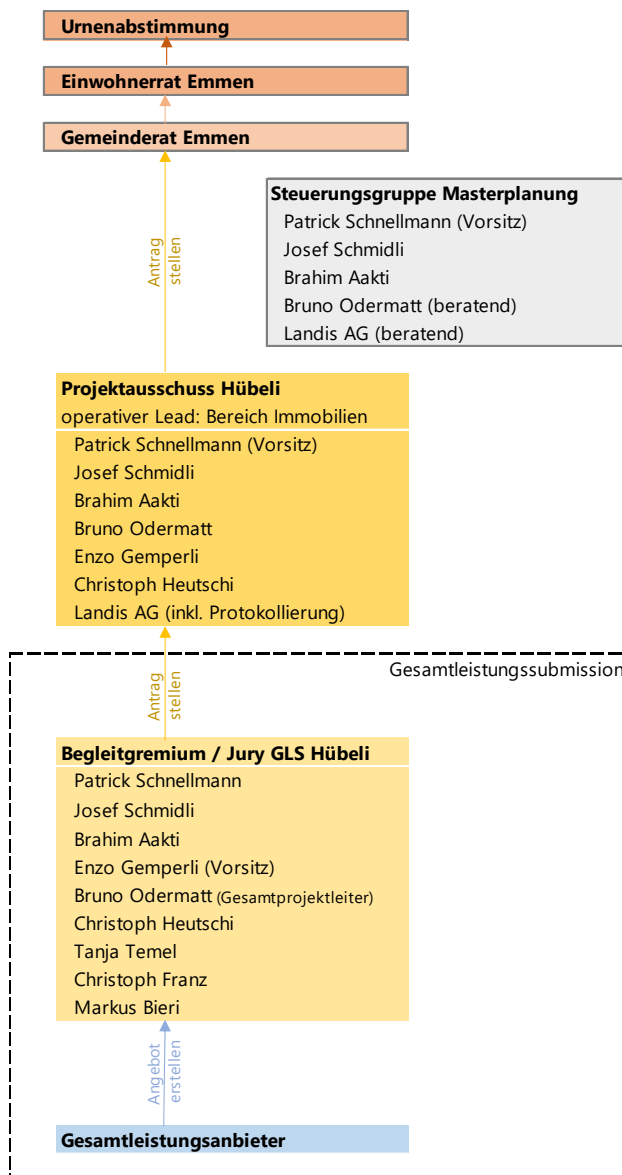 Urnenabstimmung
Einwohnerrat Emmen
Gemeinderat Emmen
Antrag
stellen
Steuerungsgruppe Masterplanung
Patrick Schnellmann (Vorsitz)
Josef Schmidli
Brahim Aakti
Bruno Odermatt (beratend)
Landis AG (beratend)
Projektausschuss Hübeli
operativer Lead: Bereich Immobilien
Patrick Schnellmann (Vorsitz)
Josef Schmidli
Brahim Aakti
Bruno Odermatt
Enzo Gemperli
Christoph Heutschi
Landis AG (inkl. Protokollierung)
Gesamtleistungssubmission
Antrag
stellen
Begleitgremium / Jury GLS Hübeli
Patrick Schnellmann
Josef Schmidli
Brahim Aakti
Enzo Gemperli (Vorsitz)
Bruno Odermatt (Gesamtprojektleiter)
Christoph Heutschi
Tanja Temel
Christoph Franz
Markus Bieri
Angebot
erstellen
Gesamtleistungsanbieter